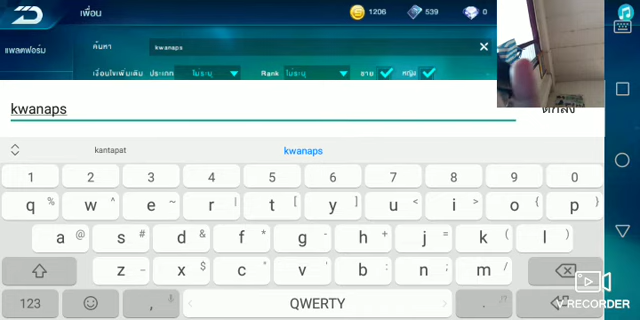 เพื่อน
1206
539
0
แพลตฟอร์ม
ค้นหา
kwanaps
เงื่อนไขเพิ่มเติม ประเภท ไม่ระบุ Rank ไม่ระบุ ชาย หญิง
kwanaps
ตกลง
kantapat kwanaps
1 2 3 4 5 6 7 8 9 0
q % w ^ e ~ r | t [ y ] u < i > o { p }
a @ s # d & f * g - h + j = k ( l )
z _ x $ c " v ' b : n ; m /
123 , QWERTY . .?!
V RECORDER